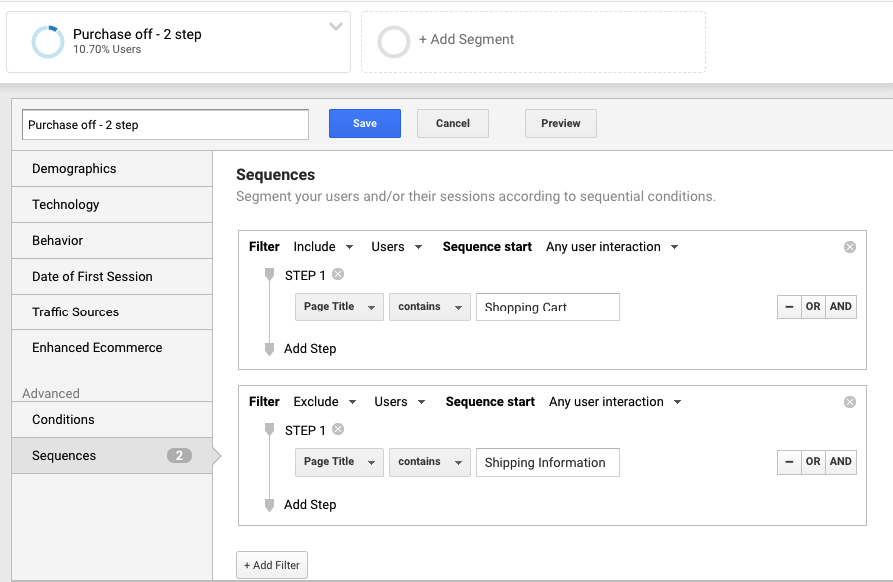 Purchase off - 2 step
10.70% Users
+ Add Segment
Purchase off - 2 step
Save
Cancel
Preview
Demographics
Technology
Behavior
Date of First Session
Traffic Sources
Enhanced Ecommerce
Advanced
Conditions
Sequences 2
Sequences
Segment your users and/or their sessions according to sequential conditions.
Filter Include Users Sequence start Any user interaction
STEP 1
Page Title contains Shopping Cart – OR AND
Add Step
Filter Exclude Users Sequence start Any user interaction
STEP 1
Page Title contains Shipping Information – OR AND
Add Step
+ Add Filter